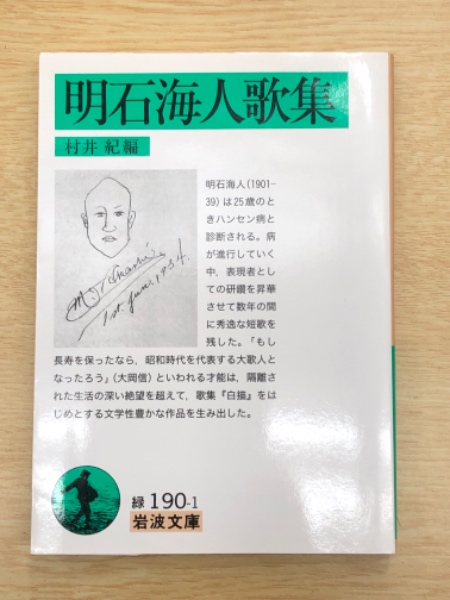 明石海人歌集
村井 紀編
明石海人(1901-
39)は25歳のと
きハンセン病と
診断される。病
が進行していく
中、表現者とし
ての研鑽を昇華
させて数年の間
に秀逸な短歌を
残した。「もし
長寿を保ったなら、昭和時代を代表する大歌人と
なったろう」(大岡信)といわれる才能は、隔離さ
れた生活の深い絶望を超えて、歌集『白描』をは
じめとする文学性豊かな作品を生み出した。
1st. June. 1934.
緑 190-1
岩波文庫